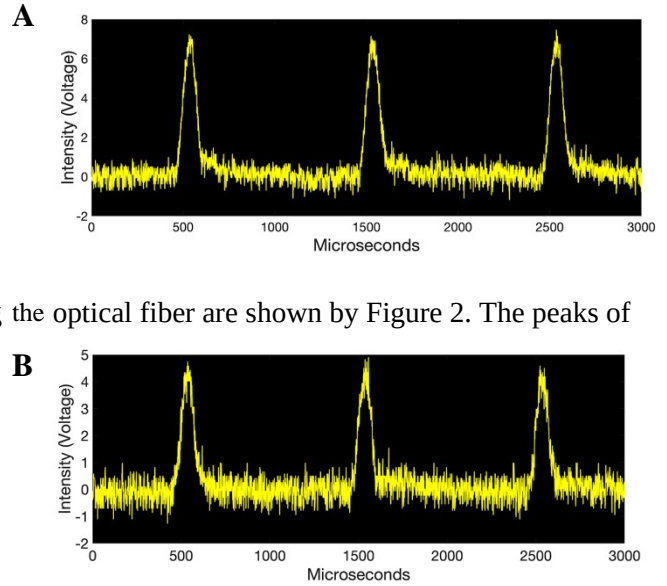 A
8
6
4
2
0
-2
Intensity (Voltage)
0 500 1000 1500 2000 2500 3000
Microseconds
the optical fiber are shown by Figure 2. The peaks of
B
5
4
3
2
1
0
-1
-2
Intensity (Voltage)
0 500 1000 1500 2000 2500 3000
Microseconds